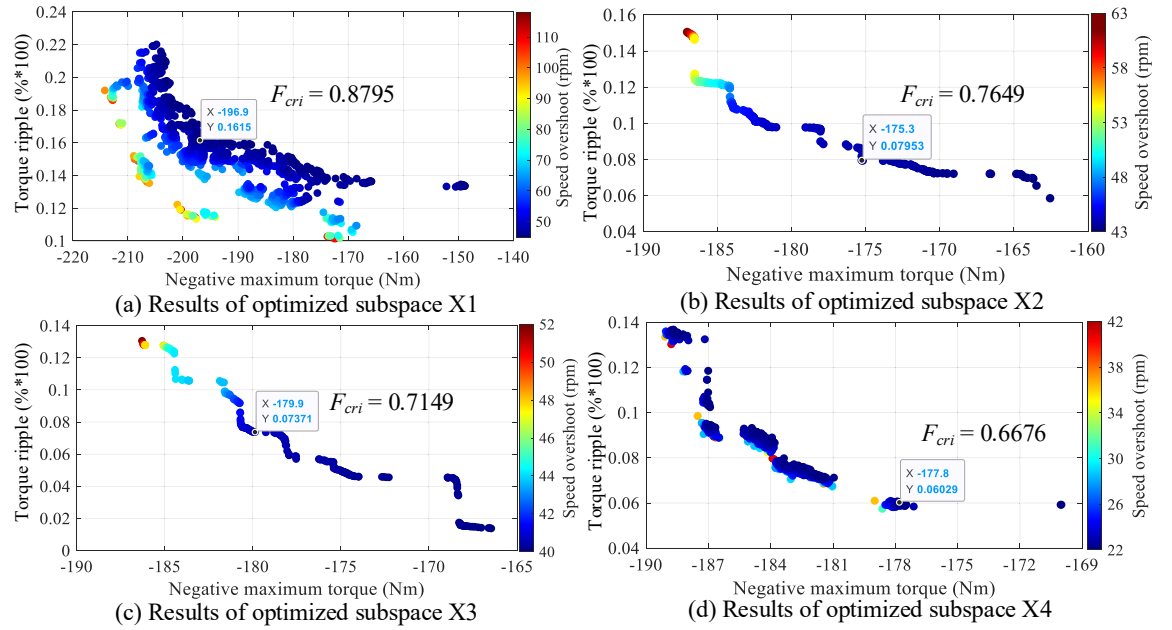 0.24
0.22
0.2
0.18
0.16
0.14
0.12
0.1
Torque ripple (%*100)
-220 -210 -200 -190 -180 -170 -160 -150 -140
Negative maximum torque (Nm)
X -196.9
Y 0.1615
F_cri = 0.8795
110
100
90
80
70
60
50
Speed overshoot (rpm)
(a) Results of optimized subspace X1
0.16
0.14
0.12
0.1
0.08
0.06
0.04
Torque ripple (%*100)
-190 -185 -180 -175 -170 -165 -160
Negative maximum torque (Nm)
X -175.3
Y 0.07953
F_cri = 0.7649
63
58
53
48
43
Speed overshoot (rpm)
(b) Results of optimized subspace X2
0.14
0.12
0.1
0.08
0.06
0.04
0.02
0
Torque ripple (%*100)
-190 -185 -180 -175 -170 -165
Negative maximum torque (Nm)
X -179.9
Y 0.07371
F_cri = 0.7149
52
50
48
46
44
42
40
Speed overshoot (rpm)
(c) Results of optimized subspace X3
0.14
0.12
0.1
0.08
0.06
0.04
Torque ripple (%*100)
-190 -187 -184 -181 -178 -175 -172 -169
Negative maximum torque (Nm)
X -177.8
Y 0.06029
F_cri = 0.6676
42
38
34
30
26
22
Speed overshoot (rpm)
(d) Results of optimized subspace X4